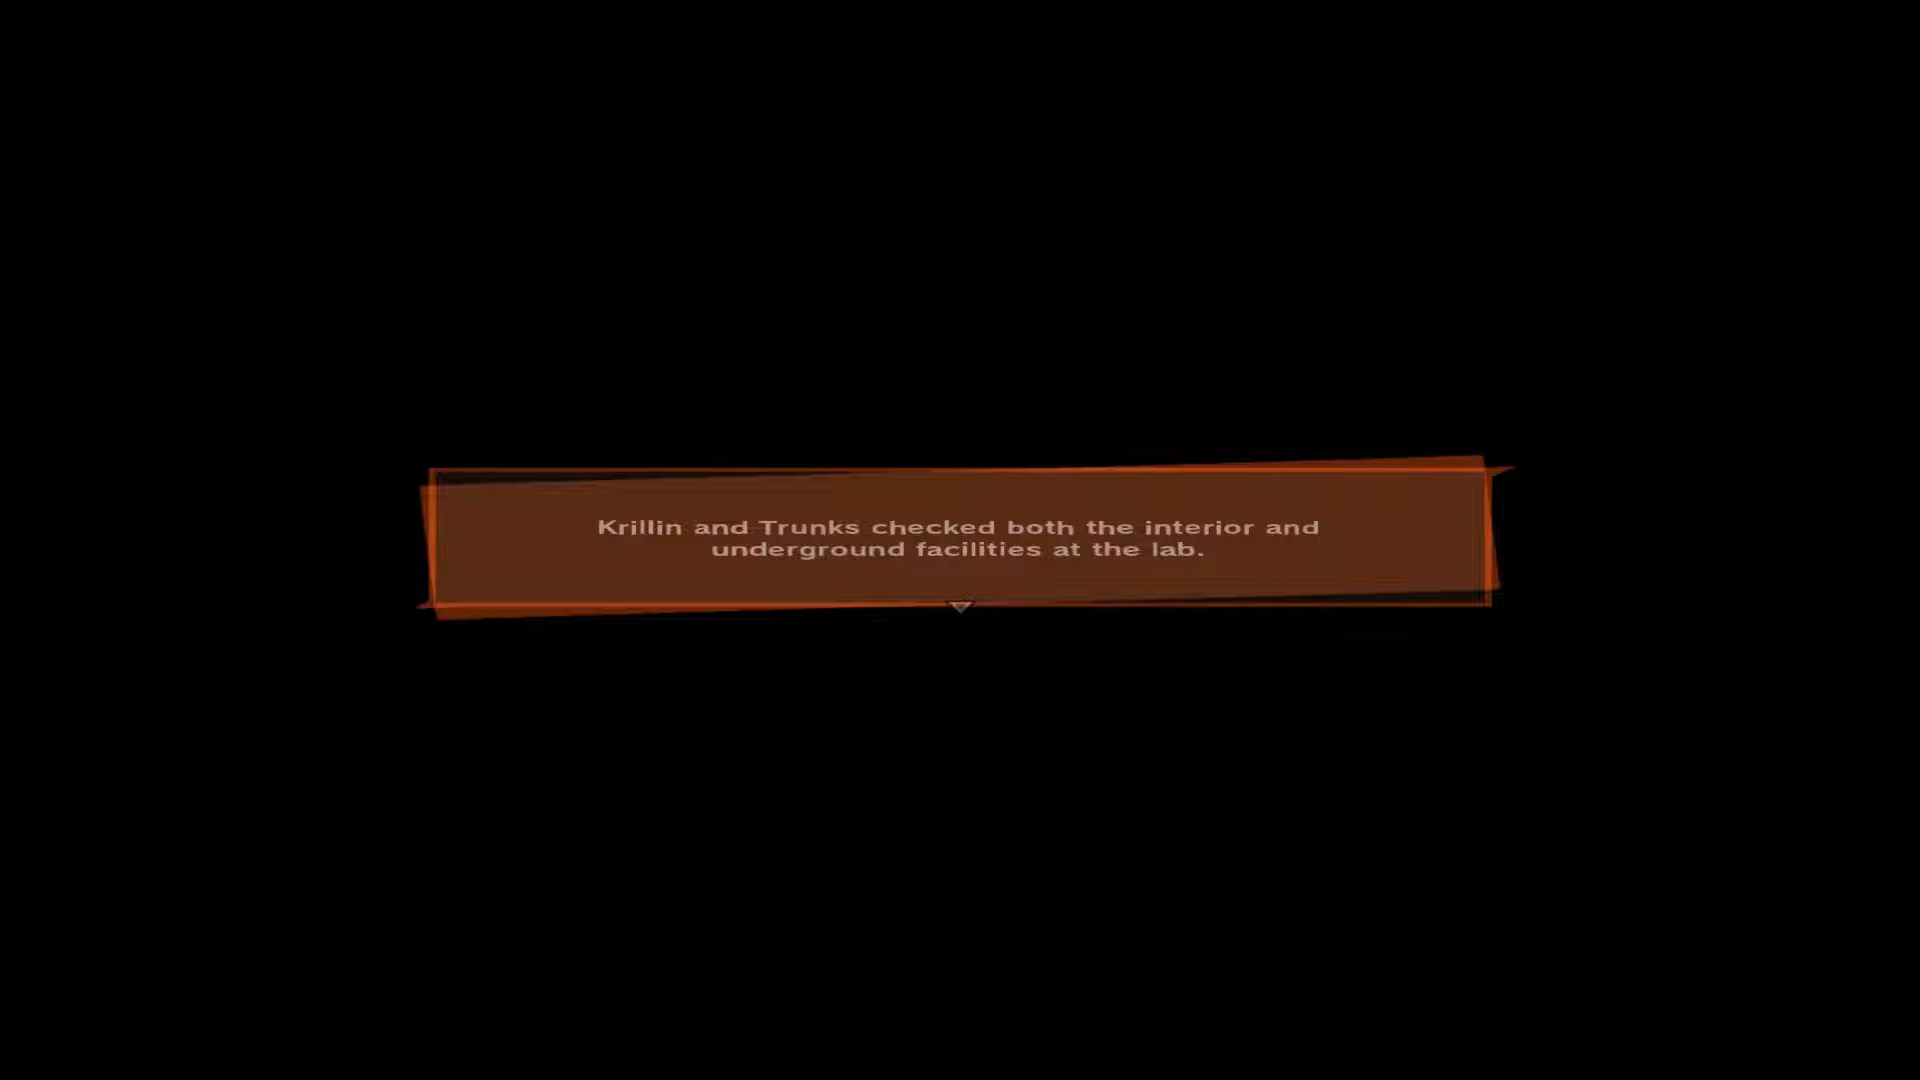 Krillin and Trunks checked both the interior and
underground facilities at the lab.